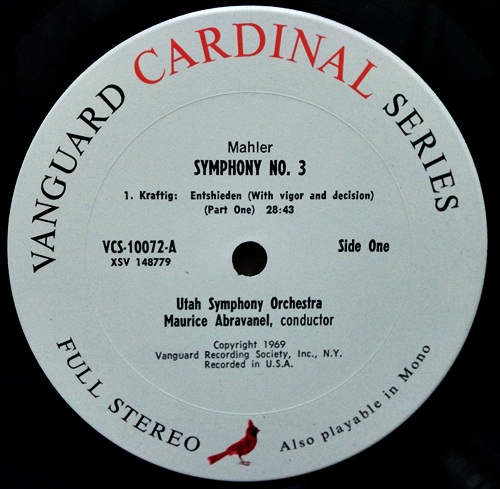 VANGUARD CARDINAL SERIES
Mahler
SYMPHONY NO. 3
1. Kraftig: Entshieden (With vigor and decision)
(Part One) 28:43
VCS-10072-A Side One
XSV 148779
Utah Symphony Orchestra
Maurice Abravanel, conductor
Copyright 1969
Vanguard Recording Society, Inc., N.Y.
Recorded in U.S.A.
FULL STEREO Also playable in Mono